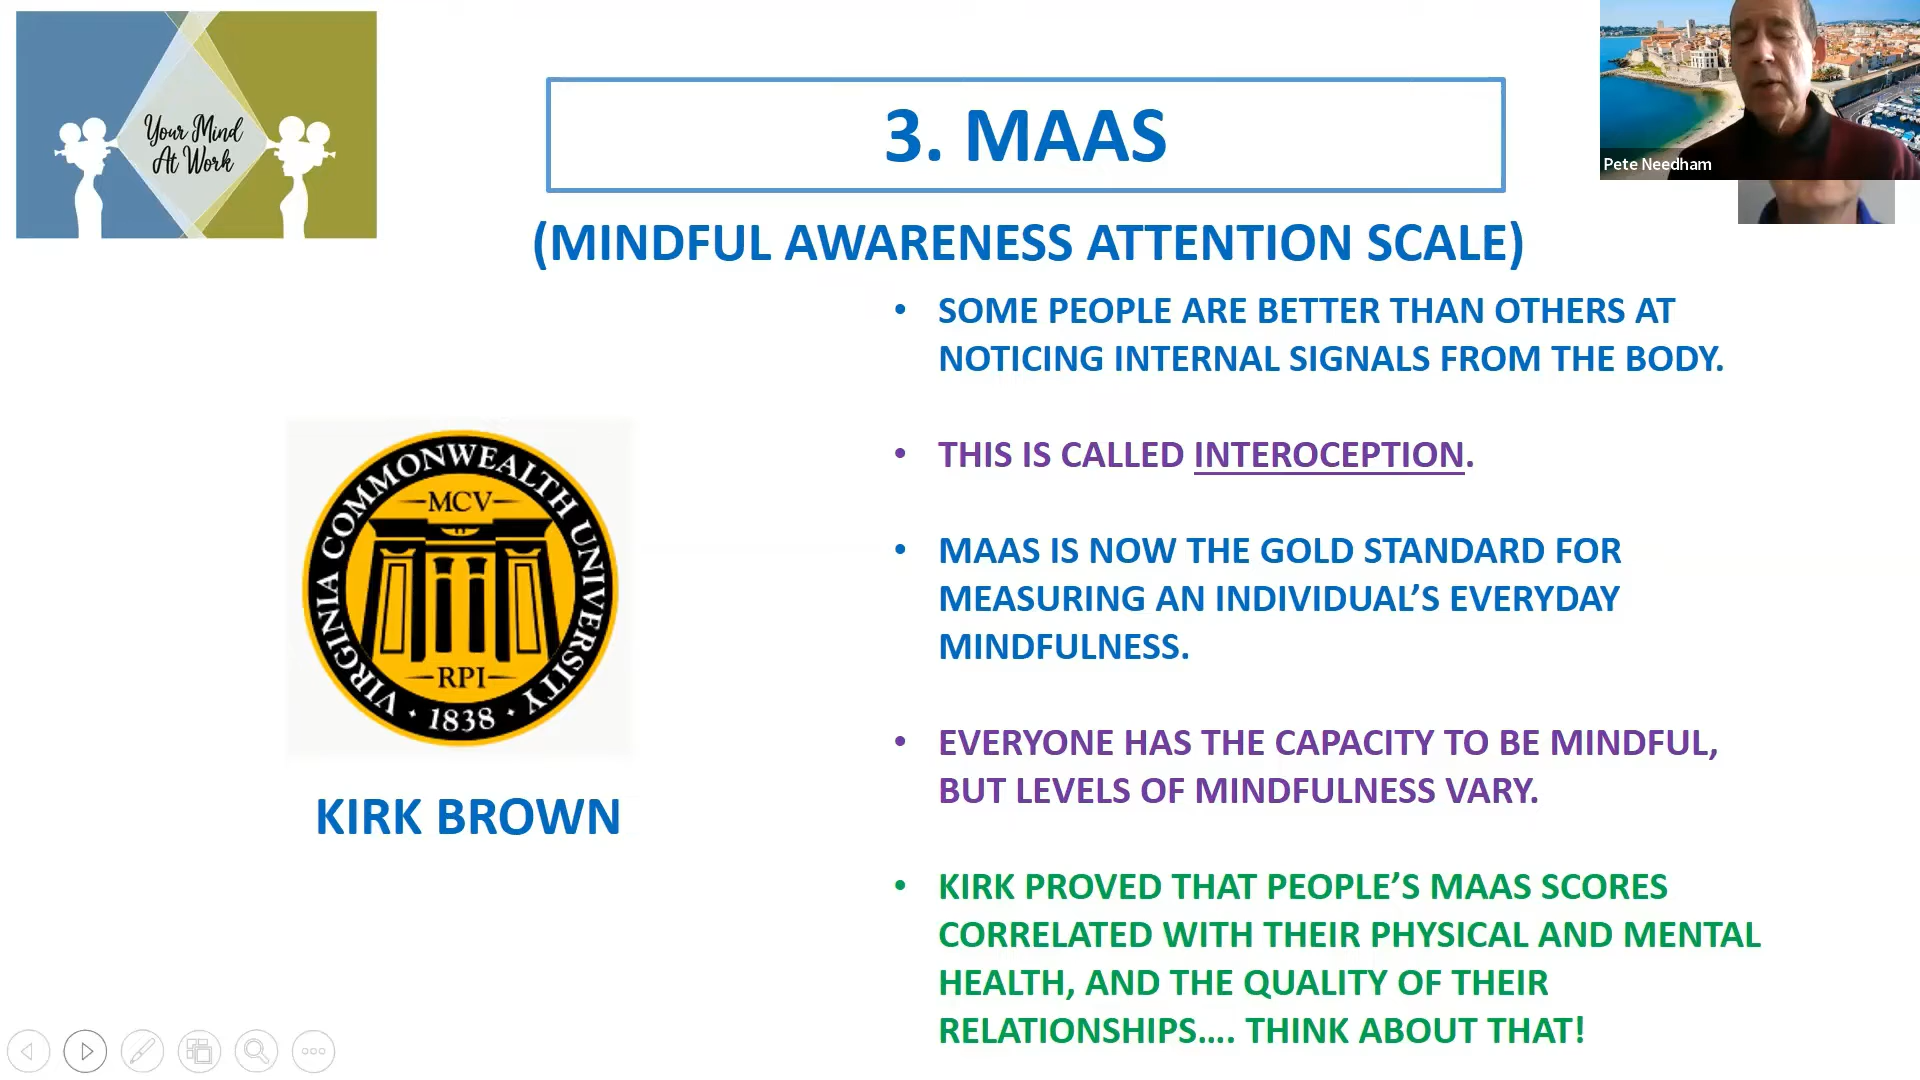 Your Mind
At Work
3. MAAS
Pete Needham
(MINDFUL AWARENESS ATTENTION SCALE)
• SOME PEOPLE ARE BETTER THAN OTHERS AT
NOTICING INTERNAL SIGNALS FROM THE BODY.
• THIS IS CALLED INTEROCEPTION.
• MAAS IS NOW THE GOLD STANDARD FOR
MEASURING AN INDIVIDUAL’S EVERYDAY
MINDFULNESS.
• EVERYONE HAS THE CAPACITY TO BE MINDFUL,
BUT LEVELS OF MINDFULNESS VARY.
• KIRK PROVED THAT PEOPLE’S MAAS SCORES
CORRELATED WITH THEIR PHYSICAL AND MENTAL
HEALTH, AND THE QUALITY OF THEIR
RELATIONSHIPS.... THINK ABOUT THAT!
VIRGINIA COMMONWEALTH UNIVERSITY
MCV
RPI
1838
KIRK BROWN